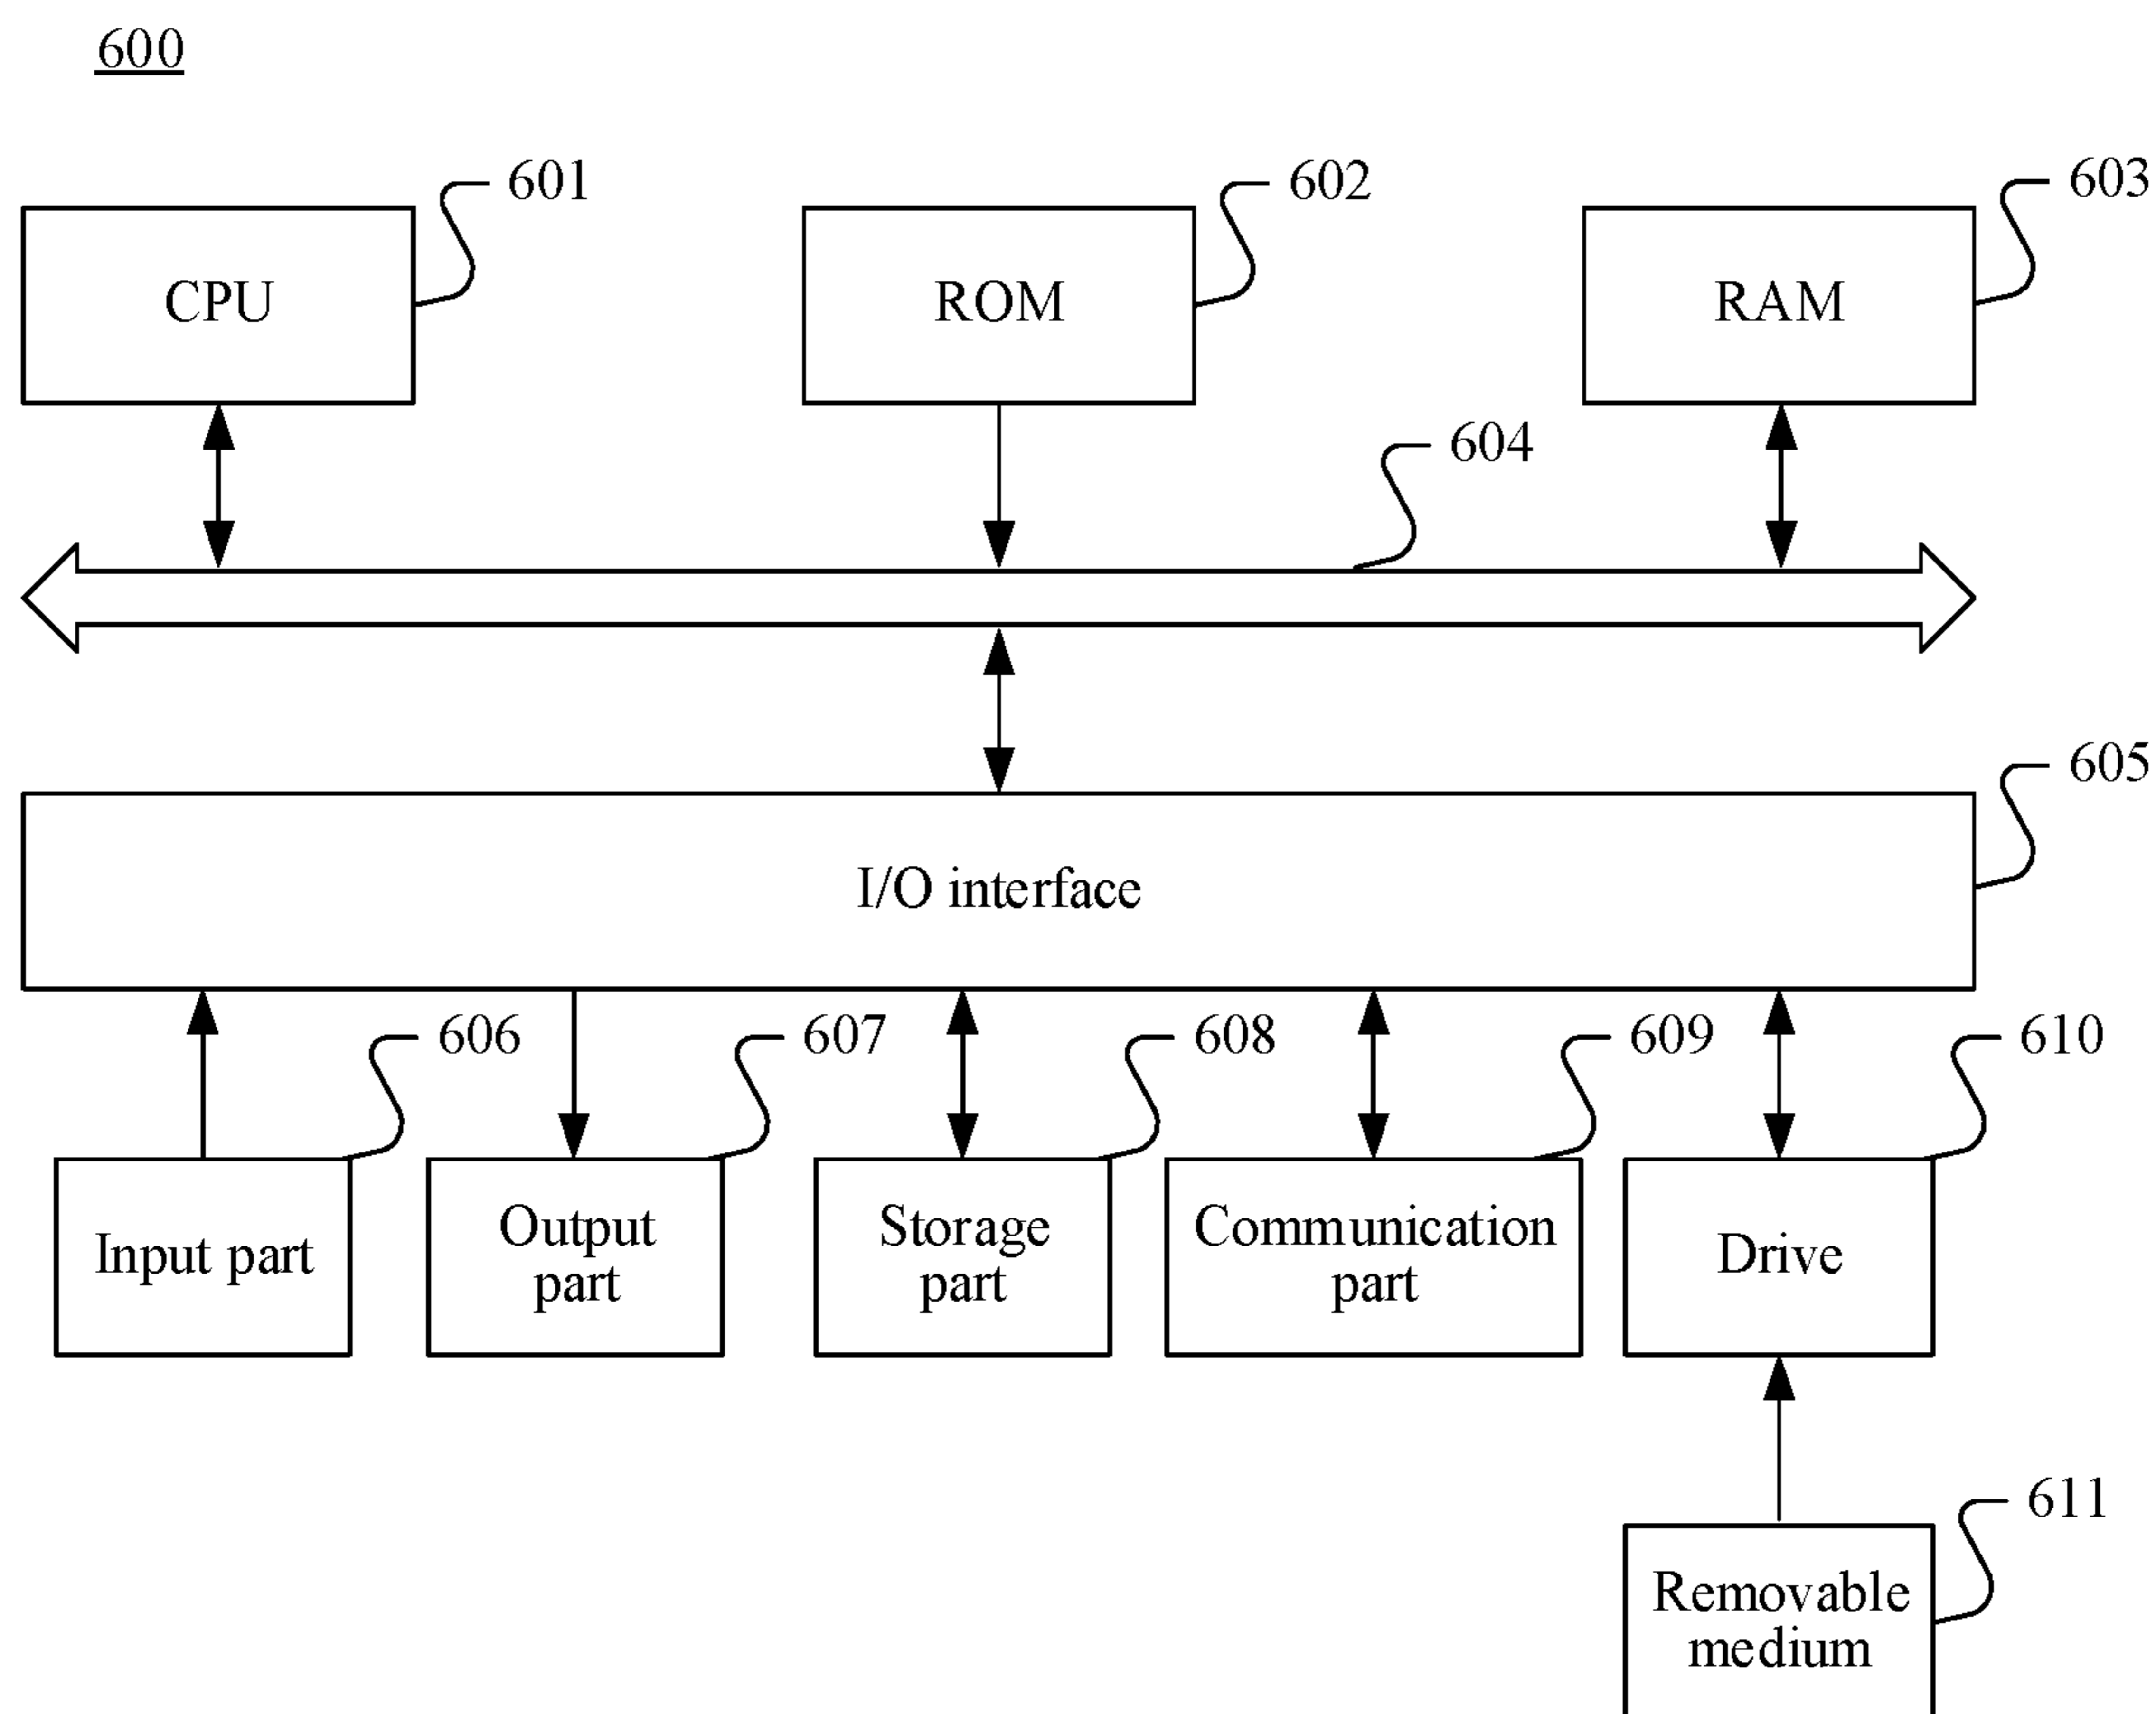 600
601
602
603
CPU
ROM
RAM
604
605
I/O interface
606
607
608
609
610
Input part
Output
part
Storage
part
Communication
part
Drive
611
Removable
medium